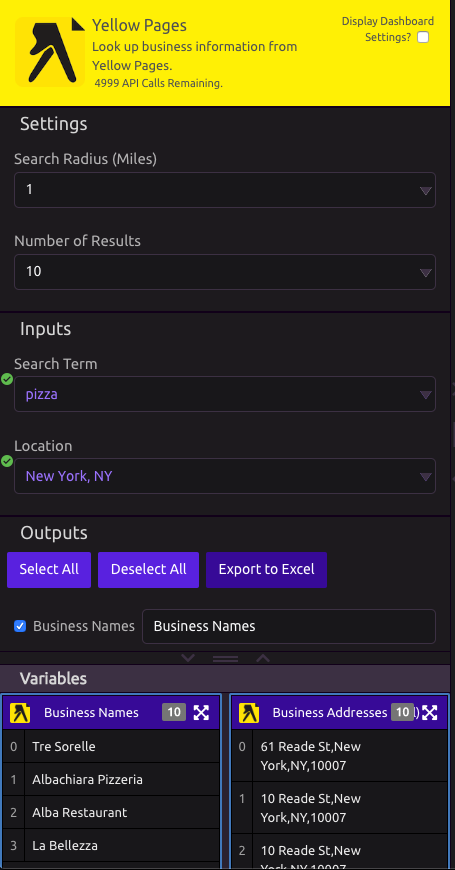 Yellow Pages
Look up business information from
Yellow Pages.
4999 API Calls Remaining.
Display Dashboard
Settings?
Settings
Search Radius (Miles)
1
Number of Results
10
Inputs
Search Term
pizza
Location
New York, NY
Outputs
Select All
Deselect All
Export to Excel
Business Names
Business Names
Variables
Business Names 10
0 Tre Sorelle
1 Albachiara Pizzeria
2 Alba Restaurant
3 La Bellezza
Business Addresses 10
0 61 Reade St,New
York,NY,10007
1 10 Reade St,New
York,NY,10007
2 10 Reade St,New
York,NY,10007